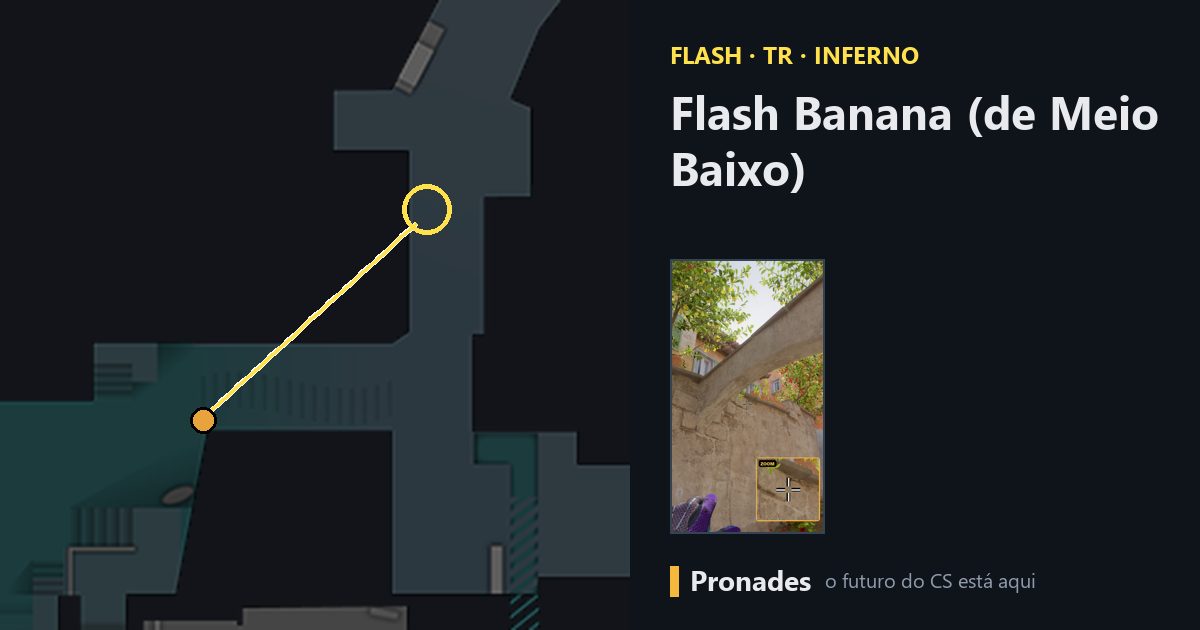 FLASH · TR · INFERNO
Flash Banana (de Meio
Baixo)
ZOOM
Pronades o futuro do CS está aqui